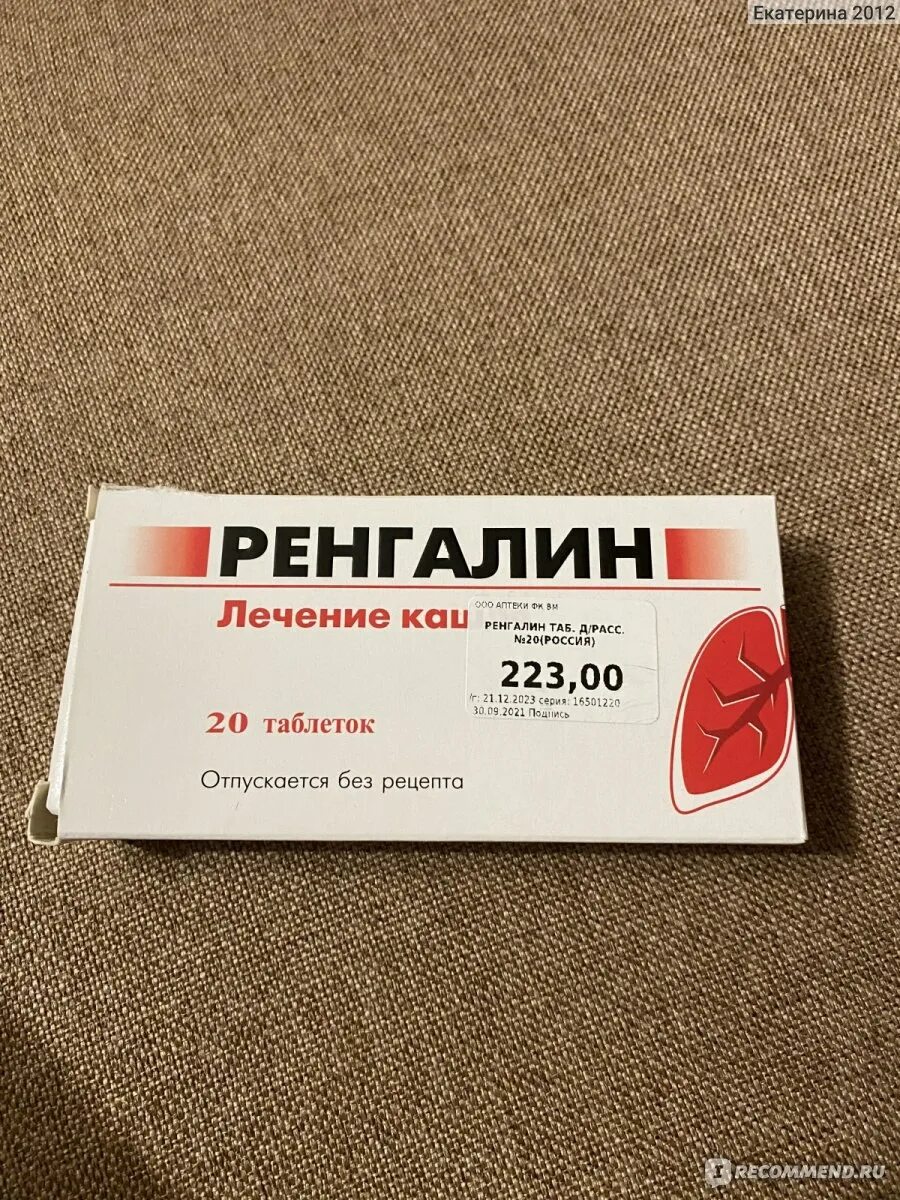 Екатерина 2012
РЕНГАЛИН
Лечение каш
ООО АПТЕКИ ФК ВМ
РЕНГАЛИН ТАБ. Д/РАСС.
№20(РОССИЯ)
223,00
/г: 21.12.2023 серия: 16501220
30.09.2021 Подпись
20 таблеток
Отпускается без рецепта
RECOMMEND.RU